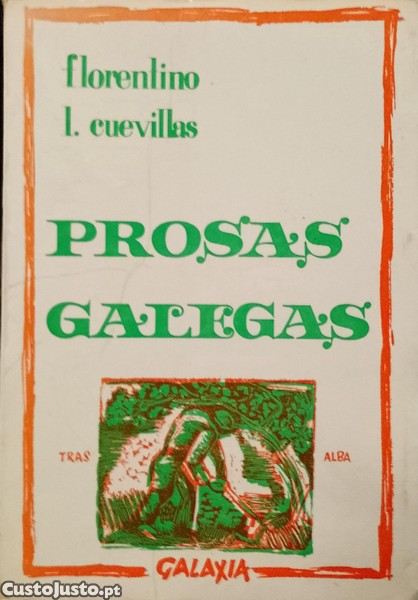 florentino
l. cuevillas
PROSAS
GALEGAS
TRAS ALBA
GALAXIA
CustoJusto.pt